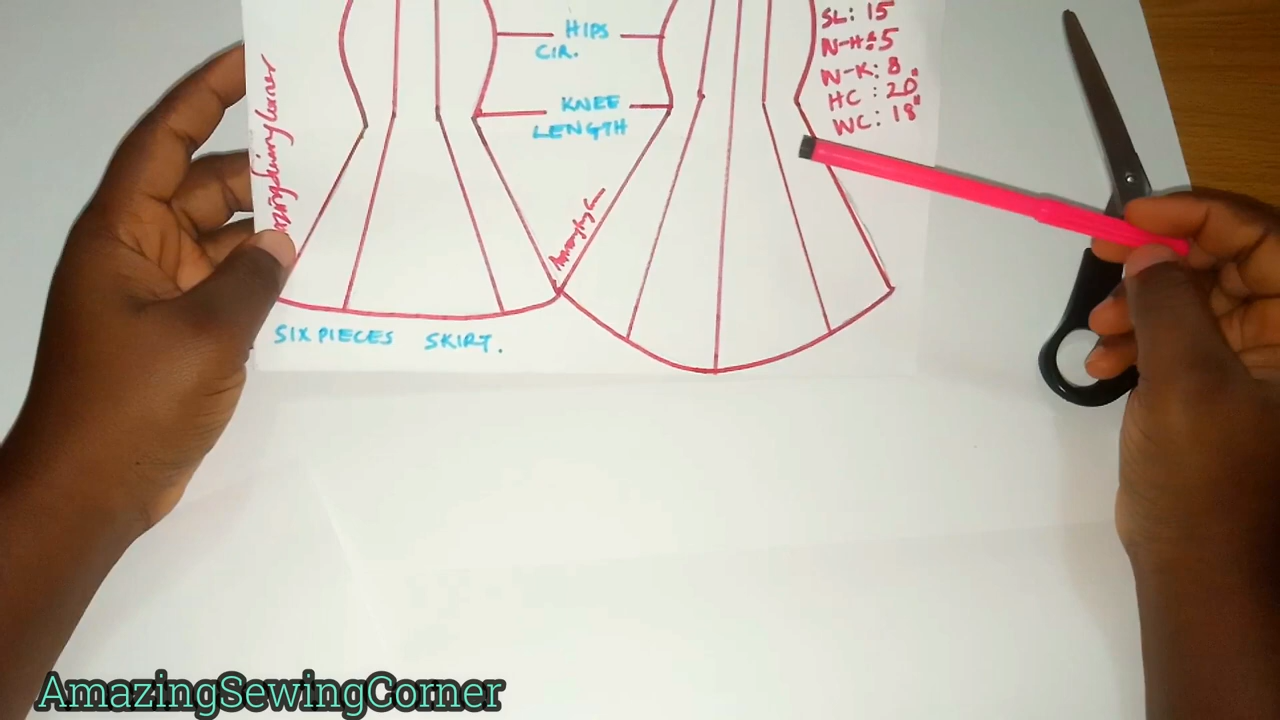 HIPS
CIR.
KNEE
LENGTH
SL: 15
N-H: 5
N-K: 8
HC: 20"
WC: 18"
SIX PIECES SKIRT.
AmazingSewingCorner